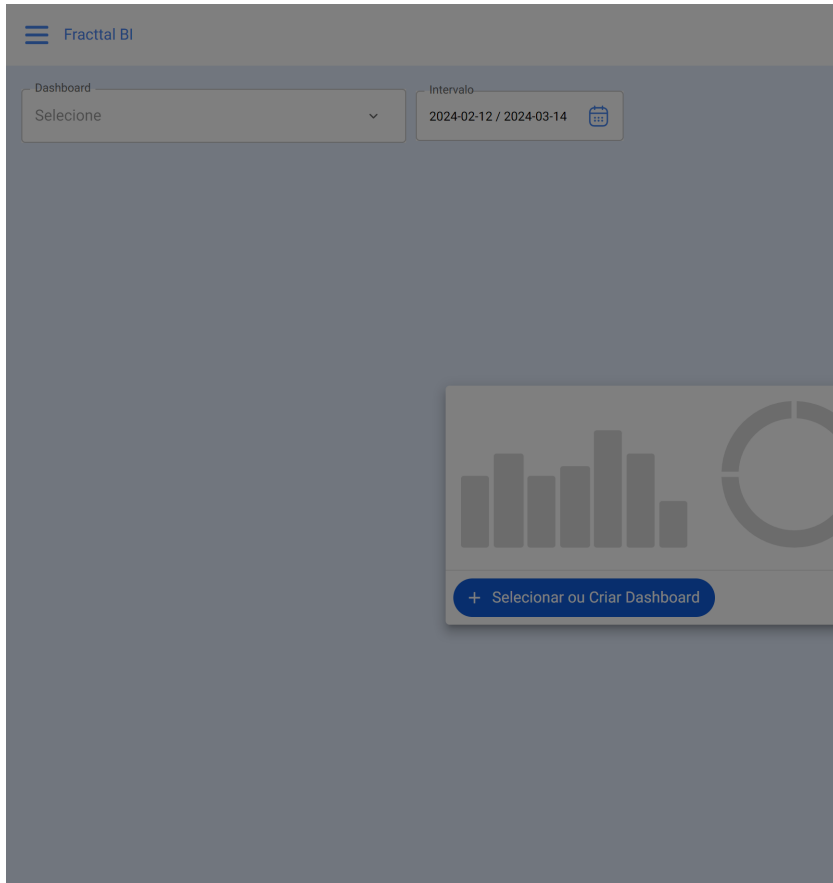 Fracttal BI
Dashboard
Selecione
Intervalo
2024-02-12 / 2024-03-14
+ Selecionar ou Criar Dashboard